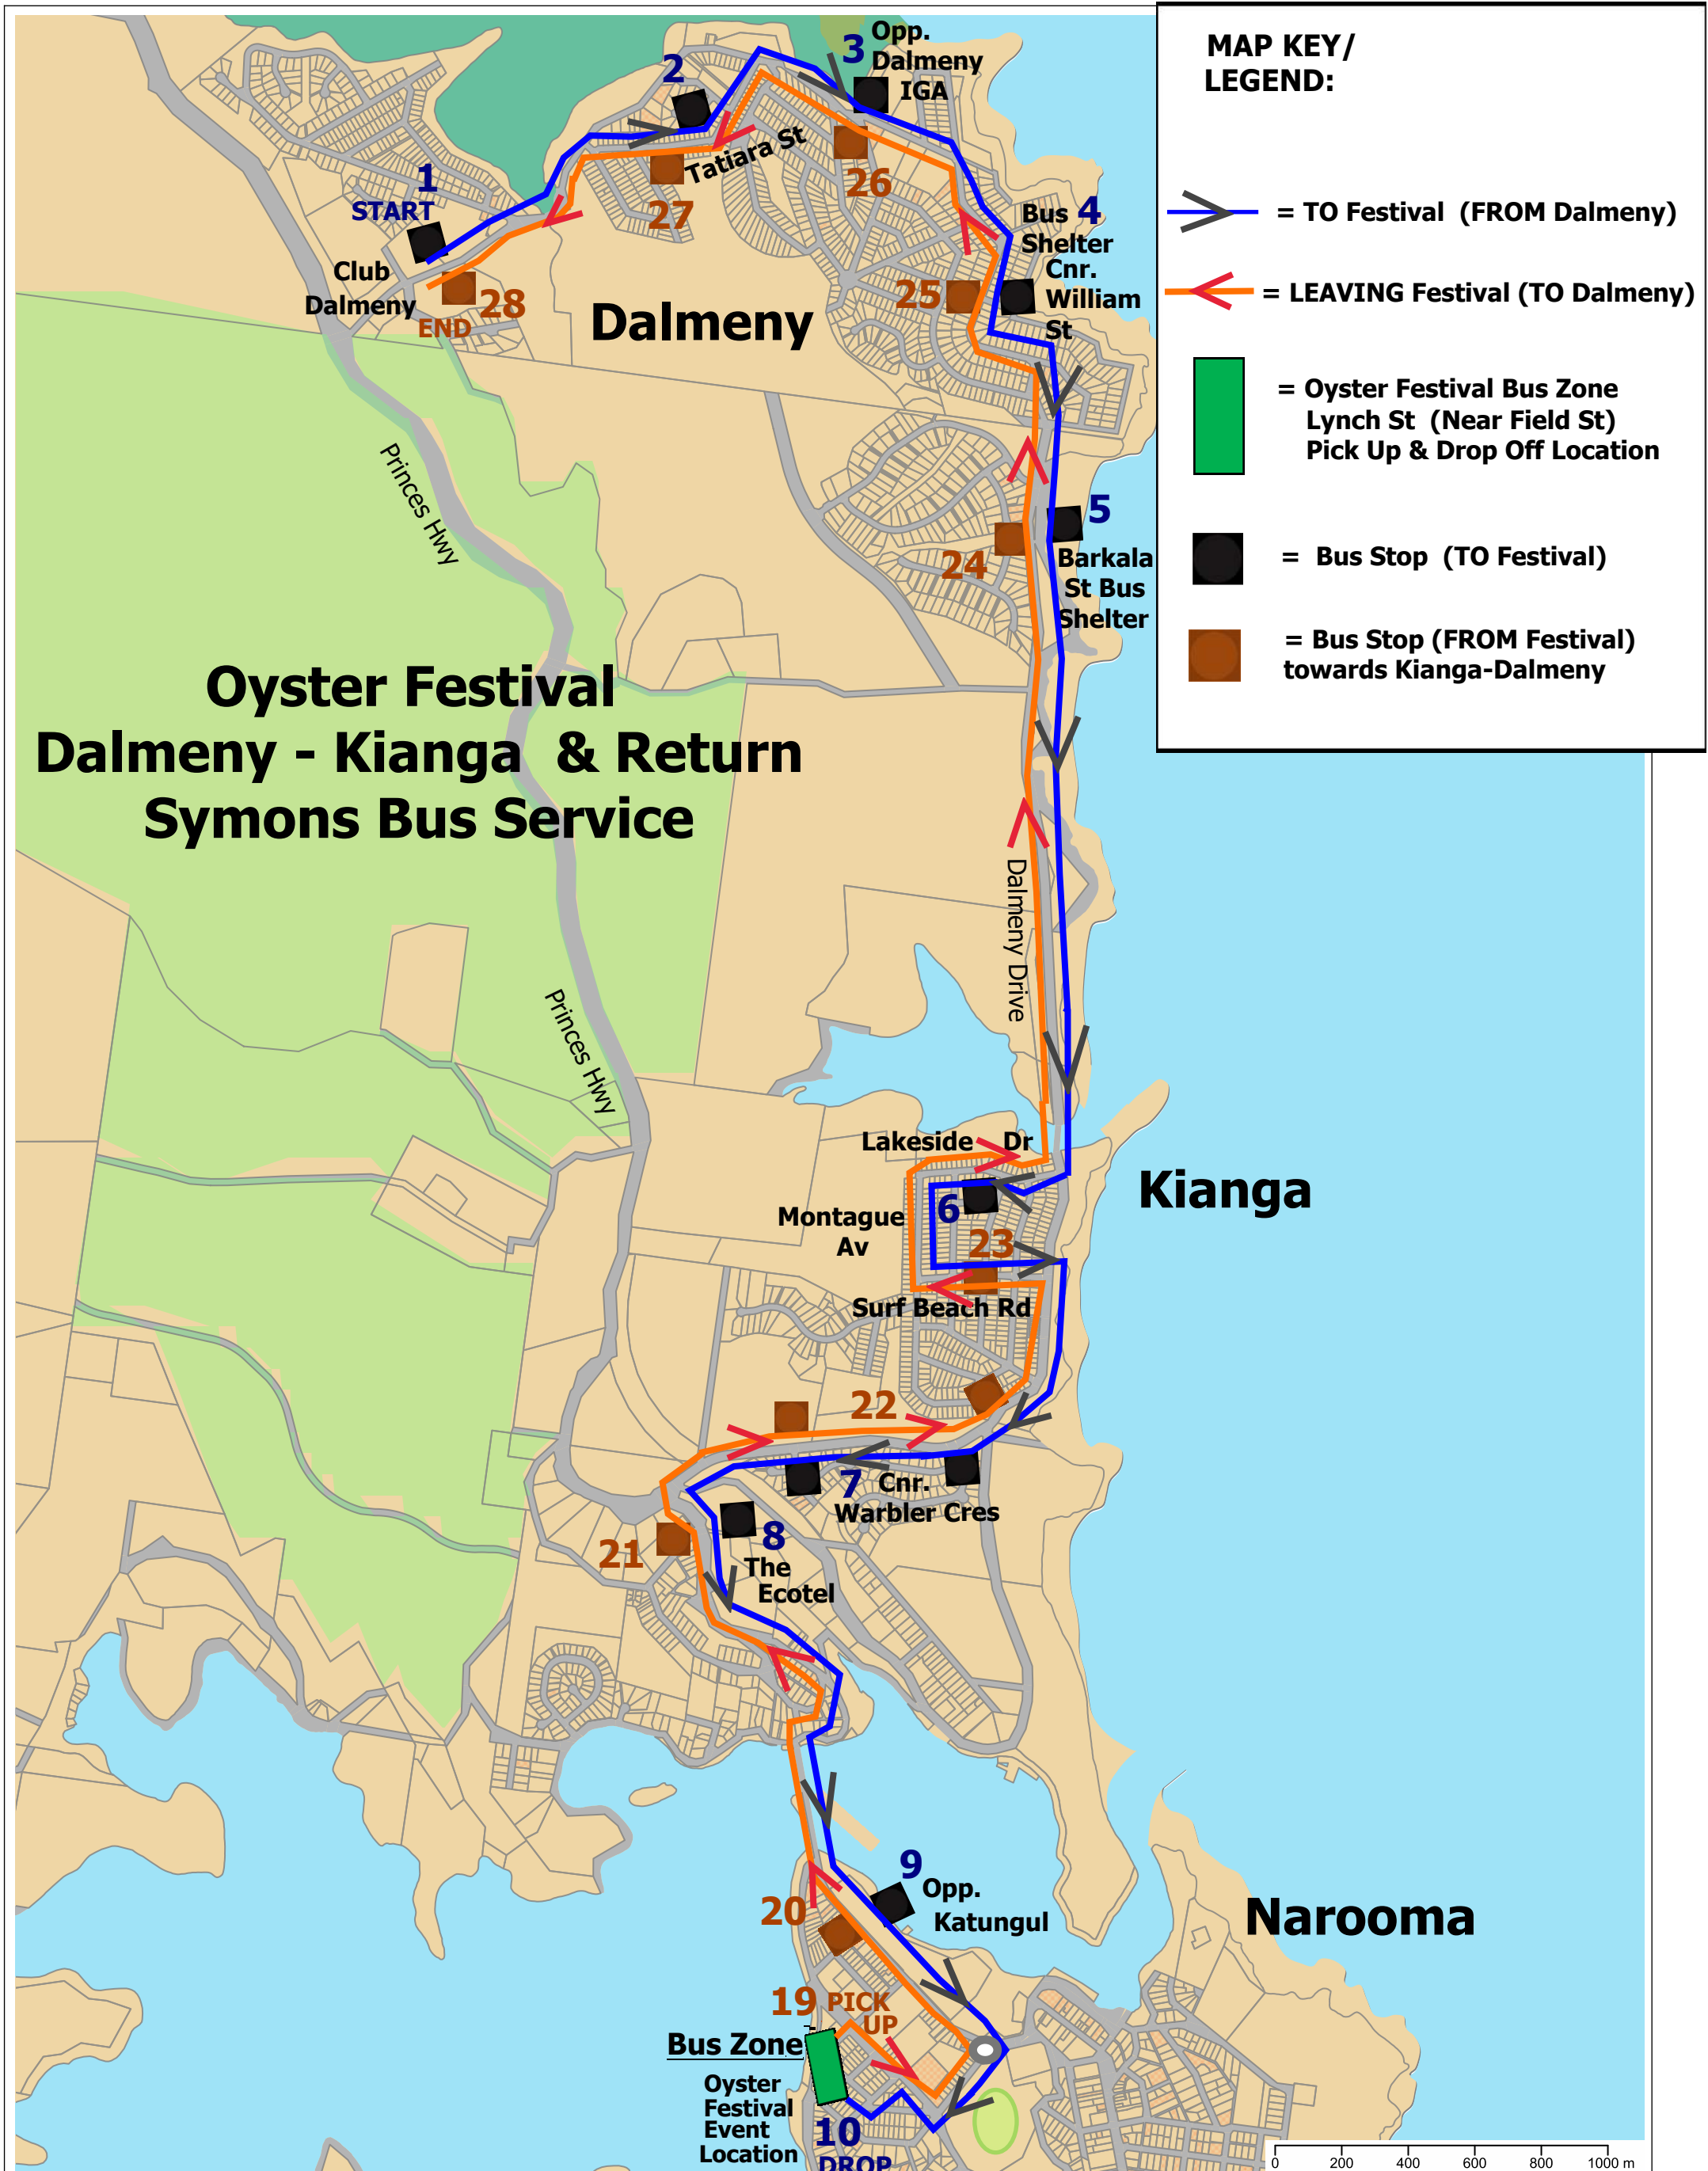 MAP KEY/
LEGEND:
= TO Festival (FROM Dalmeny)
= LEAVING Festival (TO Dalmeny)
= Oyster Festival Bus Zone
Lynch St (Near Field St)
Pick Up & Drop Off Location
= Bus Stop (TO Festival)
= Bus Stop (FROM Festival)
towards Kianga-Dalmeny
1
START
Club
Dalmeny
28
END
2
Tatiara St
27
3
Opp.
Dalmeny
IGA
26
Bus 4
Shelter
Cnr.
William
St
25
Dalmeny
Princes Hwy
5
Barkala
St Bus
Shelter
24
Oyster Festival
Dalmeny - Kianga & Return
Symons Bus Service
Dalmeny Drive
Princes Hwy
Lakeside Dr
Kianga
6
Montague
Av
23
Surf Beach Rd
22
7 Cnr.
Warbler Cres
8
The
Ecotel
21
9
Opp.
Katungul
20
Narooma
19 PICK
UP
Bus Zone
Oyster
Festival
Event
Location
10
DROP
0 200 400 600 800 1000 m